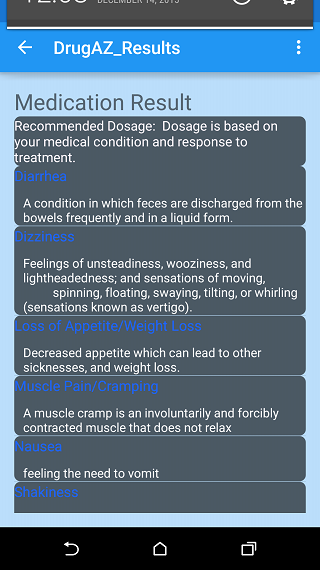 DECEMBER 14, 2015
DrugAZ_Results
Medication Result
Recommended Dosage: Dosage is based on
your medical condition and response to
treatment.
Diarrhea
A condition in which feces are discharged from the
bowels frequently and in a liquid form.
Dizziness
Feelings of unsteadiness, wooziness, and
lightheadedness; and sensations of moving,
spinning, floating, swaying, tilting, or whirling
(sensations known as vertigo).
Loss of Appetite/Weight Loss
Decreased appetite which can lead to other
sicknesses, and weight loss.
Muscle Pain/Cramping
A muscle cramp is an involuntarily and forcibly
contracted muscle that does not relax
Nausea
feeling the need to vomit
Shakiness